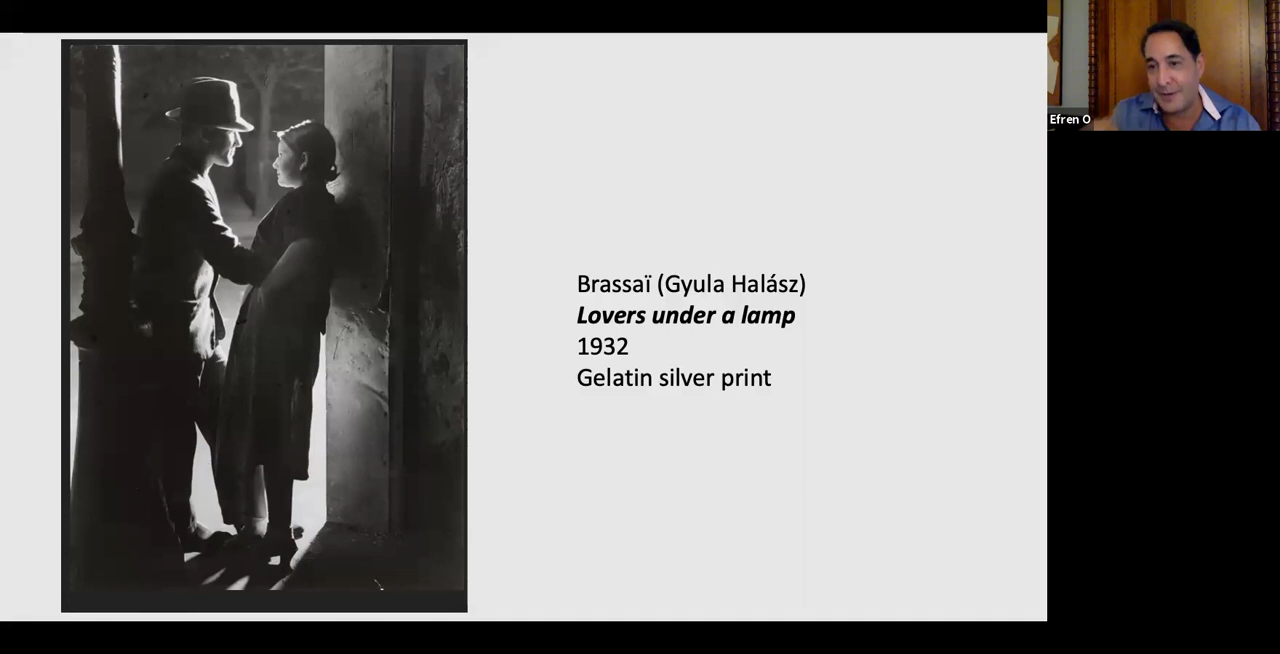 Brassaï (Gyula Halász)
Lovers under a lamp
1932
Gelatin silver print
Efren O